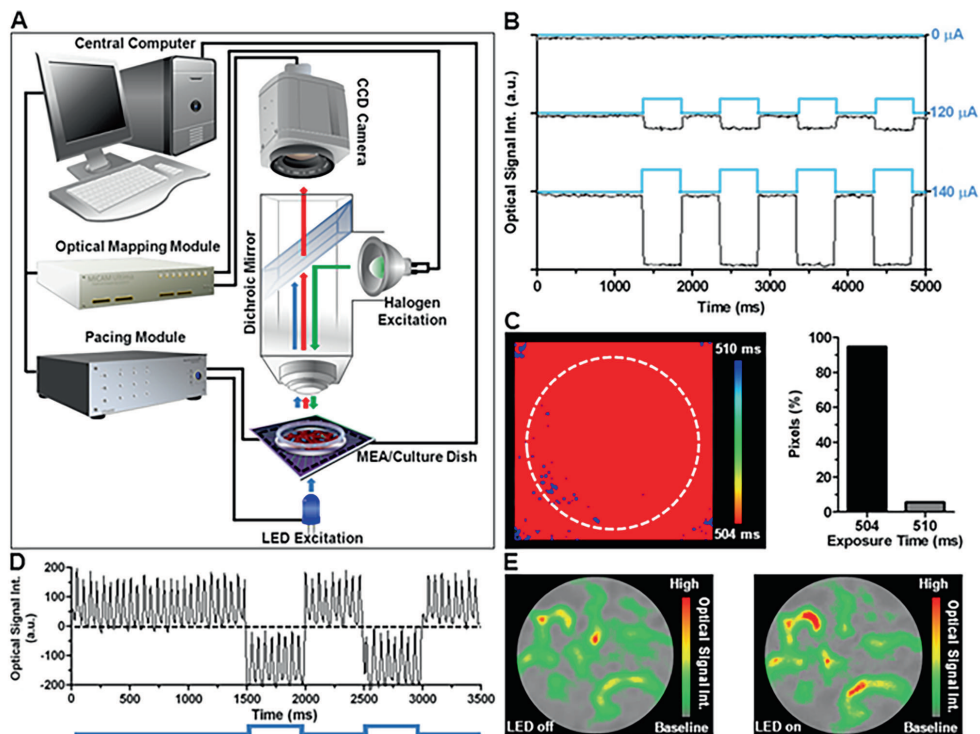 A
Central Computer
CCD Camera
Optical Mapping Module
Dichroic Mirror
Halogen Excitation
Pacing Module
MEA/Culture Dish
LED Excitation
B
Optical Signal Int. (a.u.)
0 µA
120 µA
140 µA
0 1000 2000 3000 4000 5000
Time (ms)
C
510 ms
504 ms
Pixels (%)
100
80
60
40
20
0
504 510
Exposure Time (ms)
D
Optical Signal Int. (a.u.)
200
100
0
-100
-200
0 500 1000 1500 2000 2500 3000 3500
Time (ms)
E
High
Optical Signal Int.
LED off
Baseline
High
Optical Signal Int.
LED on
Baseline